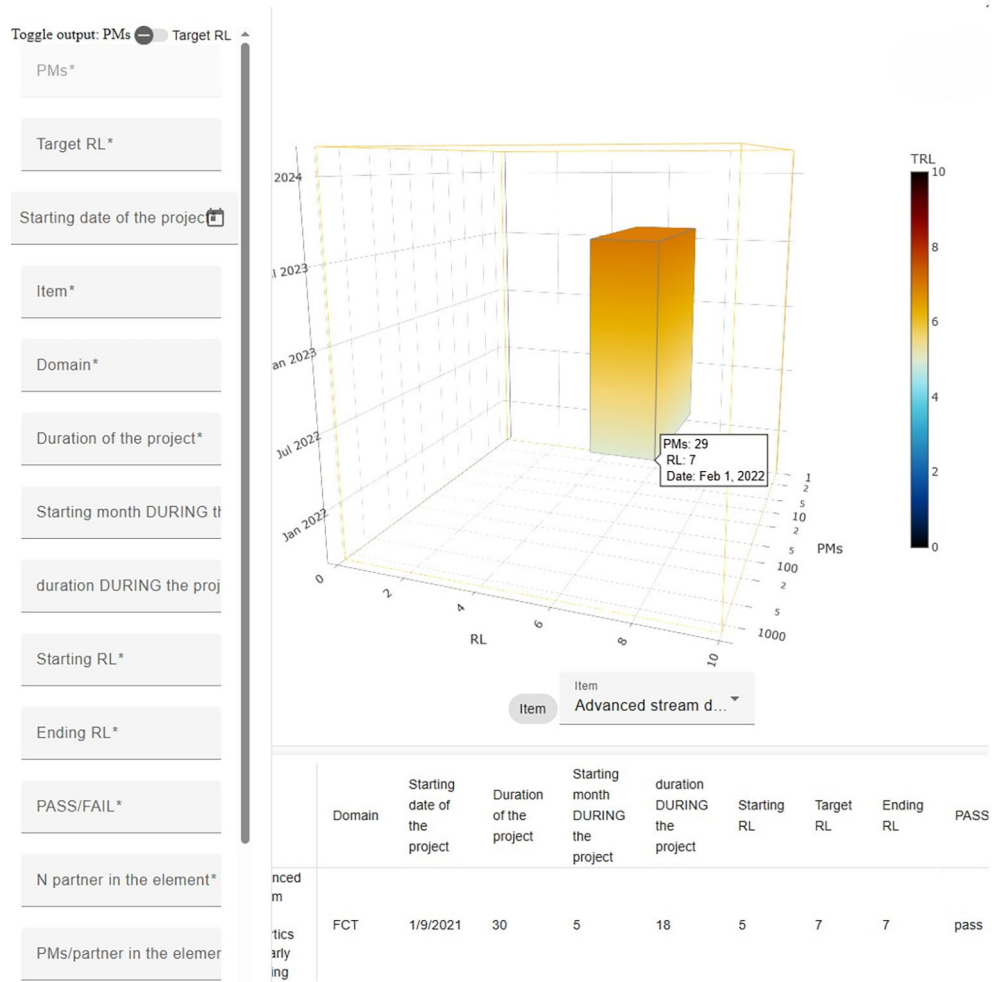 Toggle output: PMs Target RL
PMs*
Target RL*
Starting date of the projec
Item*
Domain*
Duration of the project*
Starting month DURING th
duration DURING the proj
Starting RL*
Ending RL*
PASS/FAIL*
N partner in the element*
PMs/partner in the elemen
2024
l 2023
an 2023
Jul 2022
Jan 2022
0
2
4
6
8
10
RL
1
2
5
10
2
5
100
2
5
1000
PMs
PMs: 29
RL: 7
Date: Feb 1, 2022
TRL
10
8
6
4
2
0
Item
Item
Advanced stream d...
Domain
Starting
date of
the
project
Duration
of the
project
Starting
month
DURING
the
project
duration
DURING
the
project
Starting
RL
Target
RL
Ending
RL
PASS
nced
m
rtics
arly
ing
FCT
1/9/2021
30
5
18
5
7
7
pass